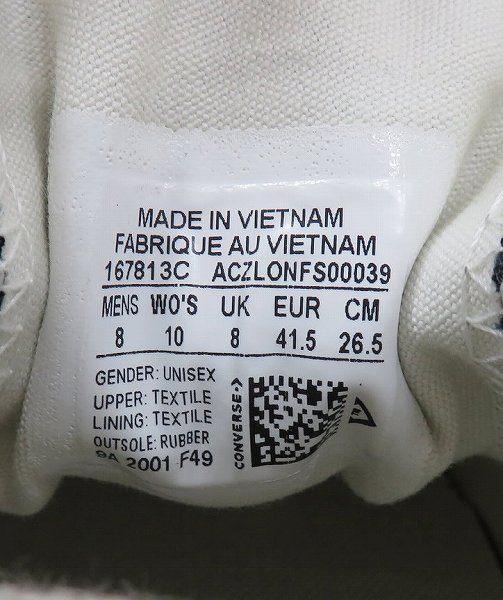 MADE IN VIETNAM
FABRIQUE AU VIETNAM
167813C ACZLONFS00039
MENS WO'S UK EUR CM
8 10 8 41.5 26.5
GENDER: UNISEX
UPPER: TEXTILE
LINING: TEXTILE
OUTSOLE: RUBBER
9A 2001 F49
CONVERSE